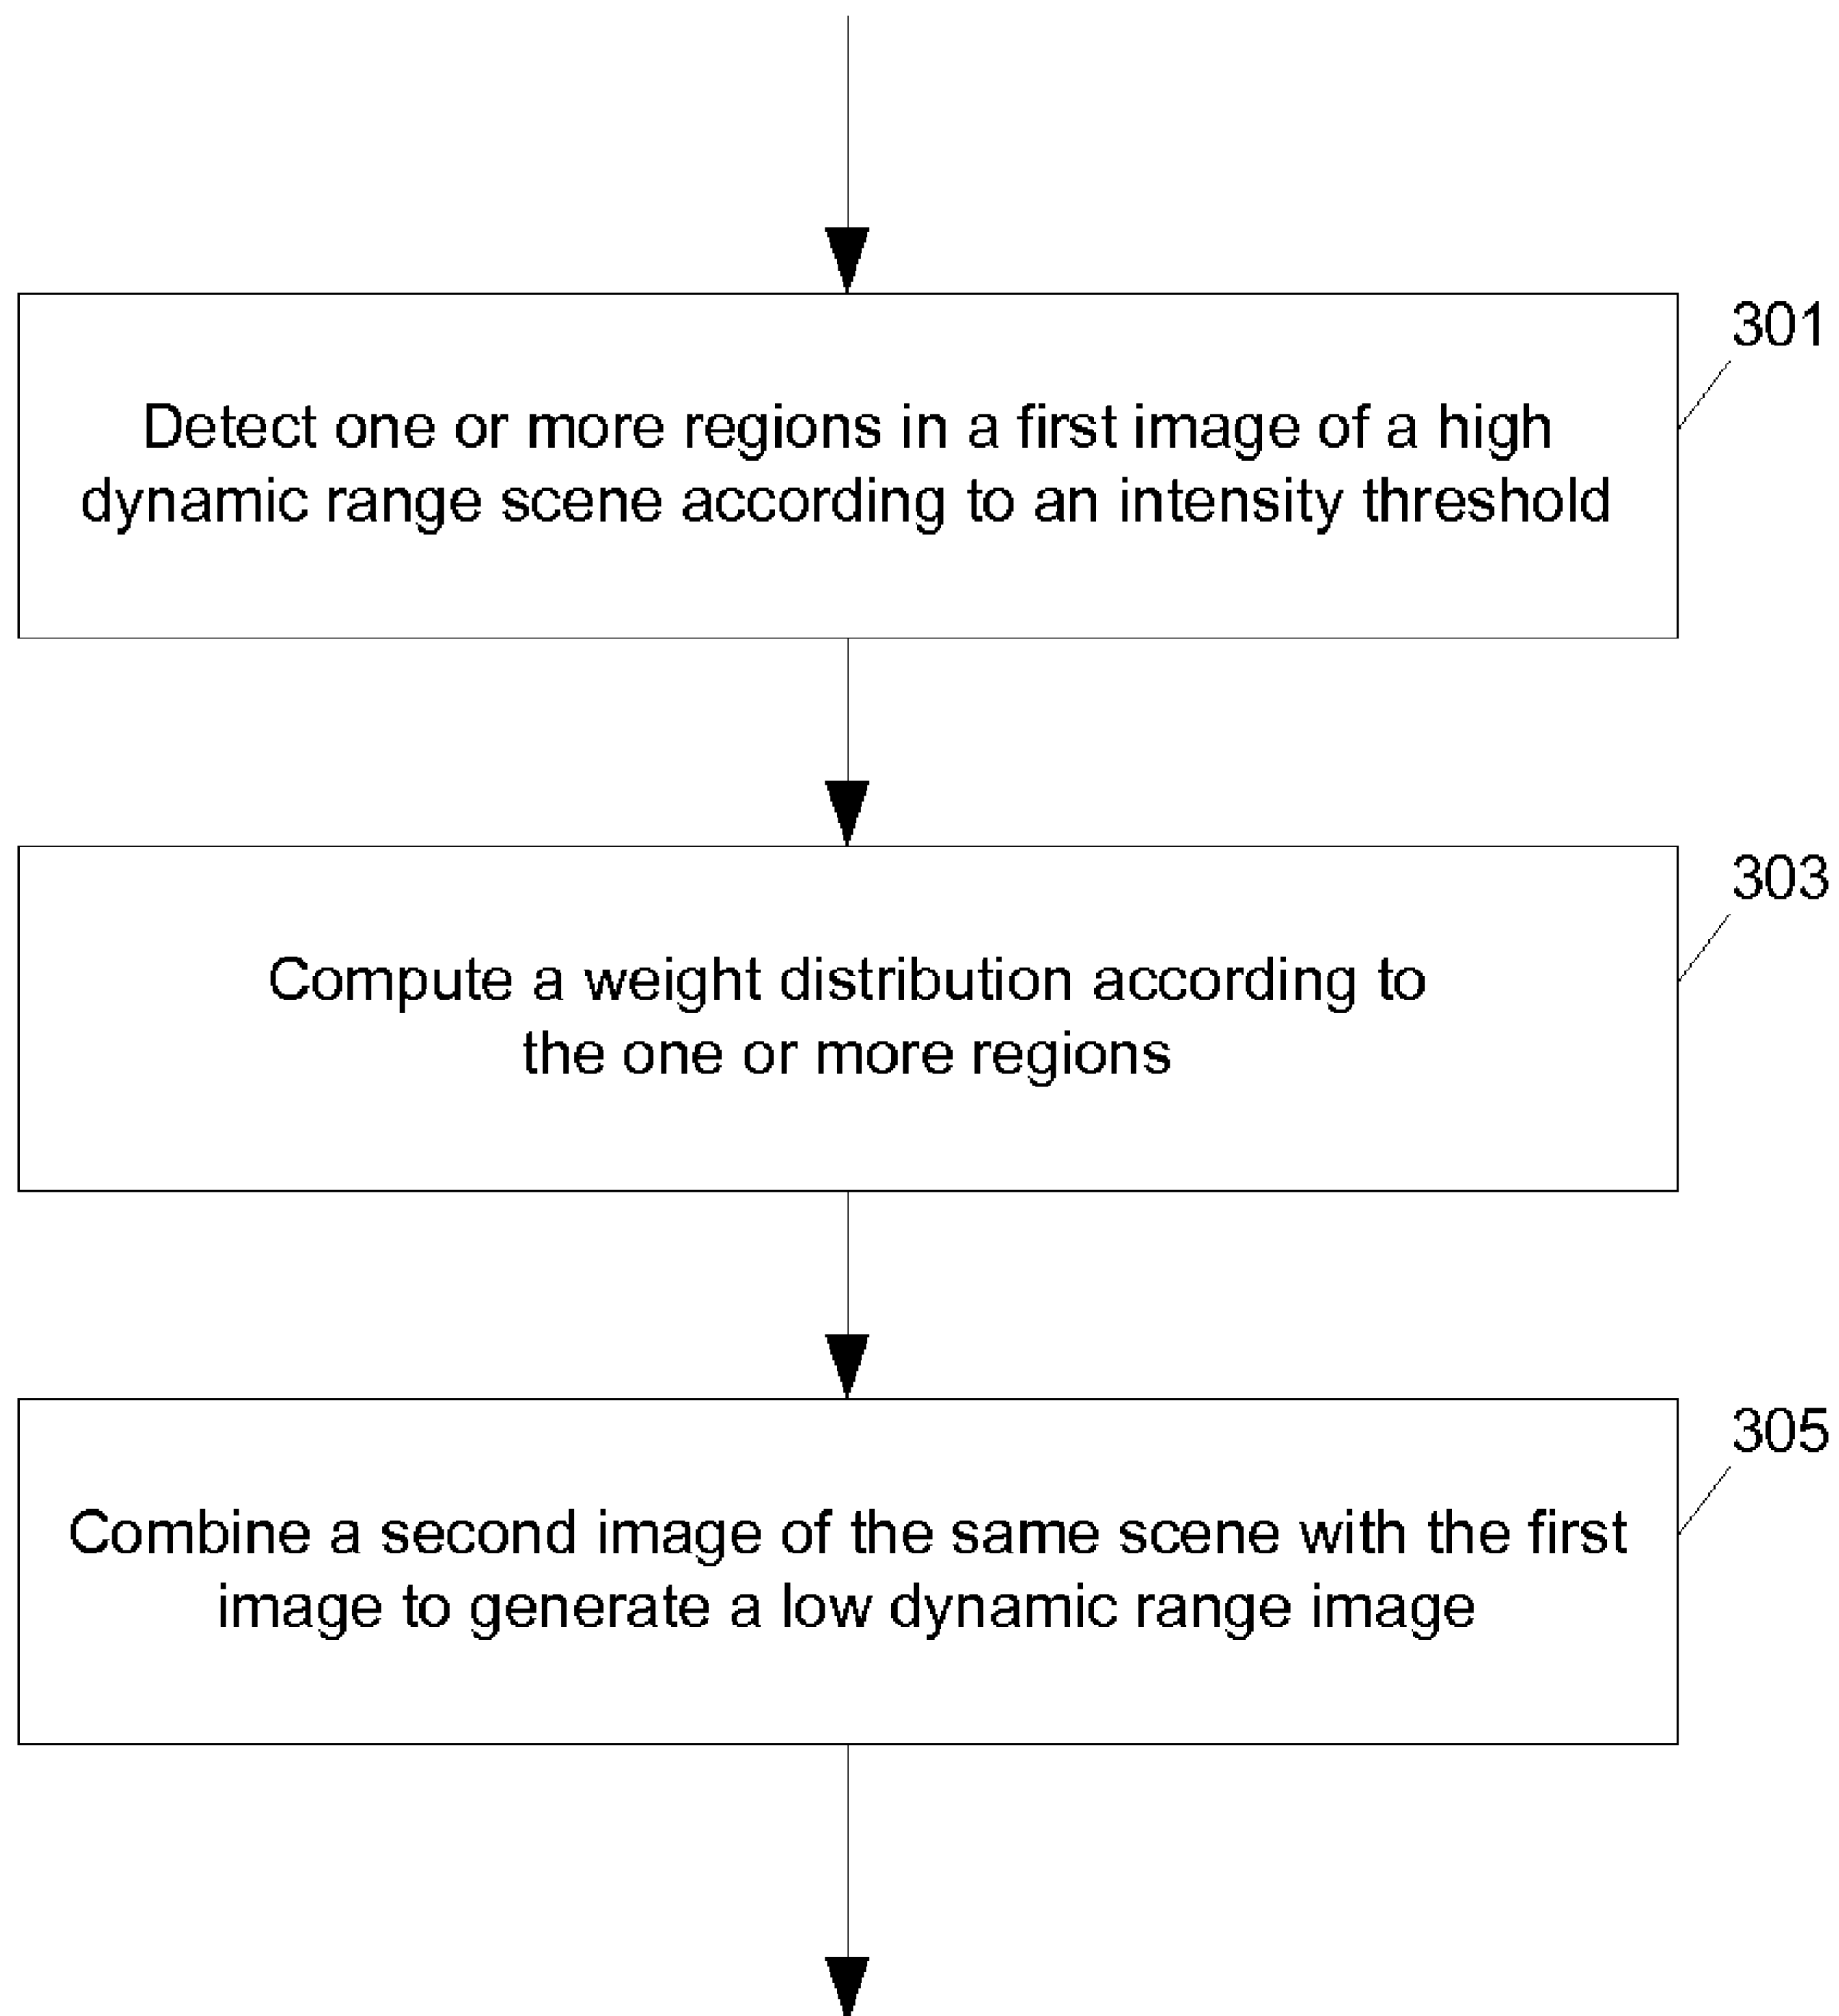 301
Detect one or more regions in a first image of a high
dynamic range scene according to an intensity threshold
303
Compute a weight distribution according to
the one or more regions
305
Combine a second image of the same scene with the first
image to generate a low dynamic range image